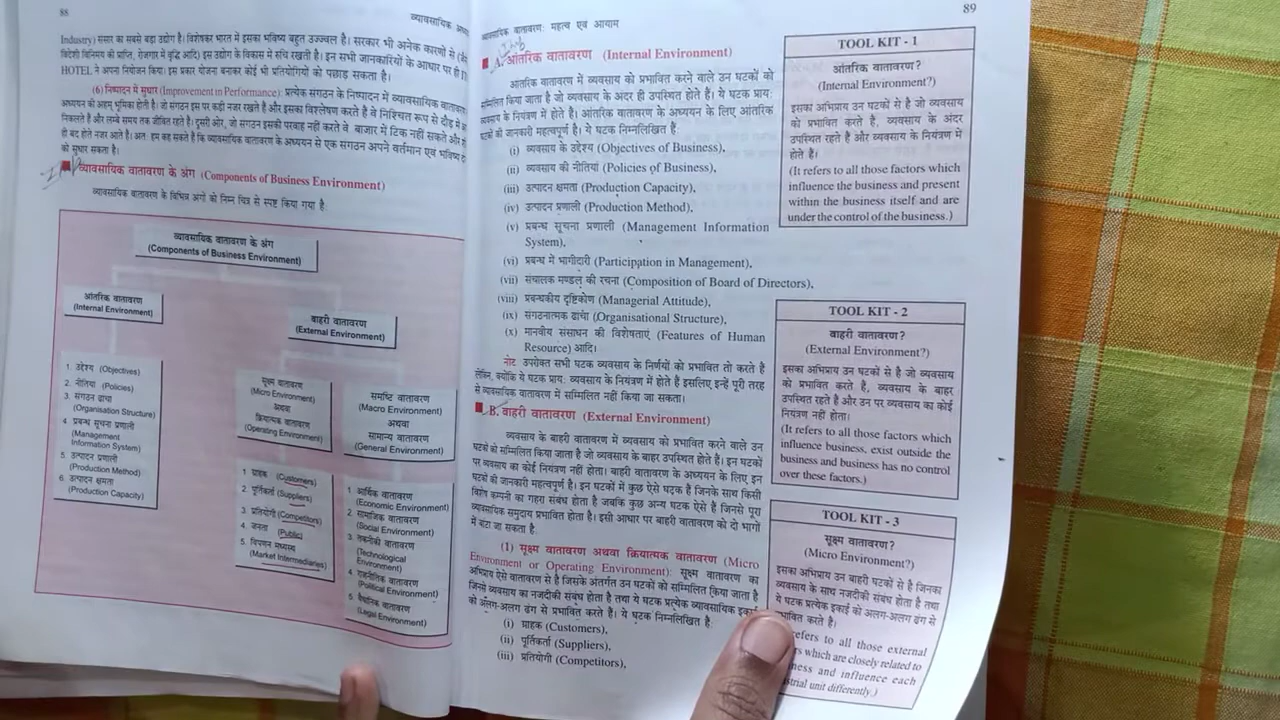 88
व्यावसायिक
Industry) संसार का सबसे बड़ा उद्योग है। विशेषकर भारत में इसका भविष्य बहुत उज्ज्वल है। सरकार भी अनेक कारणों से
विदेशी विनिमय की प्राप्ति, रोजगार में वृद्धि आदि) इस उद्योग के विकास में रुचि रखती है। इन सभी जानकारियों के आधार पर ही
HOTEL ने अपना नियोजन किया। इस प्रकार योजना बनाकर कोई भी प्रतियोगियों को पछाड़ सकता है।
(6) निष्पादन में सुधार (Improvement in Performance): प्रत्येक संगठन के निष्पादन में व्यावसायिक वातावरण
अध्ययन की अहम् भूमिका होती है। जो संगठन इस पर कड़ी नजर रखते हैं और इसका विश्लेषण करते हैं वे निश्चित रूप से दौड़ में
निकलते हैं और लम्बे समय तक जीवित रहते हैं। दूसरी ओर, जो संगठन इसकी परवाह नहीं करते वे बाजार में टिक नहीं सकते और
ही बंद होते नजर आते हैं। अतः हम कह सकते हैं कि व्यावसायिक वातावरण के अध्ययन से एक संगठन अपने वर्तमान एवं भविष्य
को सुधार सकता है।
व्यावसायिक वातावरण के अंग (Components of Business Environment)
व्यावसायिक वातावरण के विभिन्न अंगों को निम्न चित्र से स्पष्ट किया गया है:
व्यावसायिक वातावरण के अंग
(Components of Business Environment)
आंतरिक वातावरण
(Internal Environment)
बाहरी वातावरण
(External Environment)
1. उद्देश्य (Objectives)
2. नीतियां (Policies)
3. संगठन ढांचा
(Organisation Structure)
4. प्रबन्ध सूचना प्रणाली
(Management
Information System)
5. उत्पादन प्रणाली
(Production Method)
6. उत्पादन क्षमता
(Production Capacity)
सूक्ष्म वातावरण
(Micro Environment)
अथवा
क्रियात्मक वातावरण
(Operating Environment)
समष्टि वातावरण
(Macro Environment)
अथवा
सामान्य वातावरण
(General Environment)
1. ग्राहक (Customers)
2. पूर्तिकर्ता (Suppliers)
3. प्रतियोगी (Competitors)
4. जनता (Public)
5. विपणन मध्यस्थ
(Market Intermediaries)
1. आर्थिक वातावरण
(Economic Environment)
2. सामाजिक वातावरण
(Social Environment)
3. तकनीकी वातावरण
(Technological
Environment)
4. राजनीतिक वातावरण
(Political Environment)
5. वैधानिक वातावरण
(Legal Environment)
व्यावसायिक वातावरण: महत्व एवं आयाम
89
Imp
A. आंतरिक वातावरण (Internal Environment)
आंतरिक वातावरण में व्यवसाय को प्रभावित करने वाले उन घटकों को
सम्मिलित किया जाता है जो व्यवसाय के अंदर ही उपस्थित होते हैं। ये घटक प्रायः
व्यवसाय के नियंत्रण में होते हैं। आंतरिक वातावरण के अध्ययन के लिए आंतरिक
घटकों की जानकारी महत्वपूर्ण है। ये घटक निम्नलिखित हैं:
(i) व्यवसाय के उद्देश्य (Objectives of Business),
(ii) व्यवसाय की नीतियां (Policies of Business),
(iii) उत्पादन क्षमता (Production Capacity),
(iv) उत्पादन प्रणाली (Production Method),
(v) प्रबन्ध सूचना प्रणाली (Management Information
System),
(vi) प्रबन्ध में भागीदारी (Participation in Management),
(vii) संचालक मण्डल की रचना (Composition of Board of Directors),
(viii) प्रबन्धकीय दृष्टिकोण (Managerial Attitude),
(ix) संगठनात्मक ढांचा (Organisational Structure),
(x) मानवीय संसाधन की विशेषताएं (Features of Human
Resource) आदि।
नोट: उपरोक्त सभी घटक व्यवसाय के निर्णयों को प्रभावित तो करते हैं
लेकिन, क्योंकि ये घटक प्रायः व्यवसाय के नियंत्रण में होते हैं इसलिए इन्हें पूरी तरह
से व्यावसायिक वातावरण में सम्मिलित नहीं किया जा सकता।
B. बाहरी वातावरण (External Environment)
व्यवसाय के बाहरी वातावरण में व्यवसाय को प्रभावित करने वाले उन
घटकों को सम्मिलित किया जाता है जो व्यवसाय के बाहर उपस्थित होते हैं। इन घटकों
पर व्यवसाय का कोई नियंत्रण नहीं होता। बाहरी वातावरण के अध्ययन के लिए इन
घटकों की जानकारी महत्वपूर्ण है। इन घटकों में कुछ ऐसे घटक हैं जिनके साथ किसी
विशेष कम्पनी का गहरा संबंध होता है जबकि कुछ अन्य घटक ऐसे हैं जिनसे पूरा
व्यावसायिक समुदाय प्रभावित होता है। इसी आधार पर बाहरी वातावरण को दो भागों
में बांटा जा सकता है:
(1) सूक्ष्म वातावरण अथवा क्रियात्मक वातावरण (Micro
Environment or Operating Environment): सूक्ष्म वातावरण का
अभिप्राय ऐसे वातावरण से है जिसके अंतर्गत उन घटकों को सम्मिलित किया जाता है
जिनसे व्यवसाय का नजदीकी संबंध होता है तथा ये घटक प्रत्येक व्यावसायिक इकाई
को अलग-अलग ढंग से प्रभावित करते हैं। ये घटक निम्नलिखित हैं:
(i) ग्राहक (Customers),
(ii) पूर्तिकर्ता (Suppliers),
(iii) प्रतियोगी (Competitors),
TOOL KIT - 1
आंतरिक वातावरण?
(Internal Environment?)
इसका अभिप्राय उन घटकों से है जो व्यवसाय
को प्रभावित करते हैं, व्यवसाय के अंदर
उपस्थित रहते हैं और व्यवसाय के नियंत्रण में
होते हैं।
(It refers to all those factors which
influence the business and present
within the business itself and are
under the control of the business.)
TOOL KIT - 2
बाहरी वातावरण?
(External Environment?)
इसका अभिप्राय उन घटकों से है जो व्यवसाय
को प्रभावित करते हैं, व्यवसाय के बाहर
उपस्थित रहते हैं और उन पर व्यवसाय का कोई
नियंत्रण नहीं होता।
(It refers to all those factors which
influence business, exist outside the
business and business has no control
over these factors.)
TOOL KIT - 3
सूक्ष्म वातावरण?
(Micro Environment?)
इसका अभिप्राय उन बाहरी घटकों से है जिनका
व्यवसाय के साथ नजदीकी संबंध होता है तथा
ये घटक प्रत्येक इकाई को अलग-अलग ढंग से
प्रभावित करते हैं।
refers to all those external
which are closely related to
and influence each
differently.)